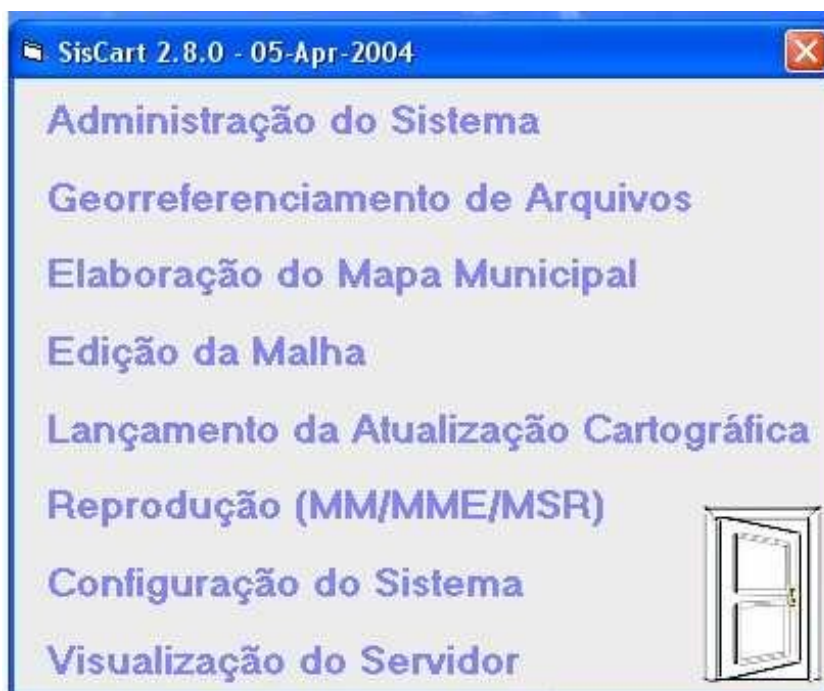 SisCart 2.8.0 - 05-Apr-2004
Administração do Sistema
Georreferenciamento de Arquivos
Elaboração do Mapa Municipal
Edição da Malha
Lançamento da Atualização Cartográfica
Reprodução (MM/MME/MSR)
Configuração do Sistema
Visualização do Servidor